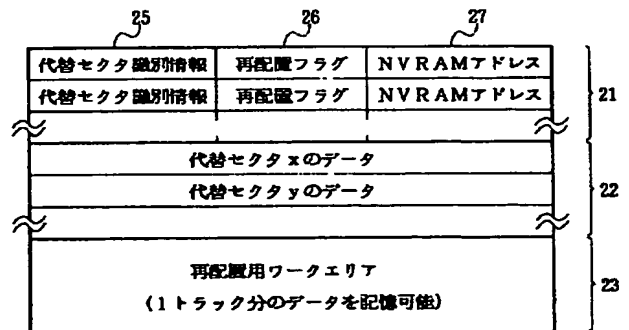 25 26 27
代替セクタ識別情報 再配置フラグ NVRAMアドレス
代替セクタ識別情報 再配置フラグ NVRAMアドレス
21
代替セクタxのデータ
代替セクタyのデータ
22
再配置用ワークエリア
(1トラック分のデータを記憶可能)
23